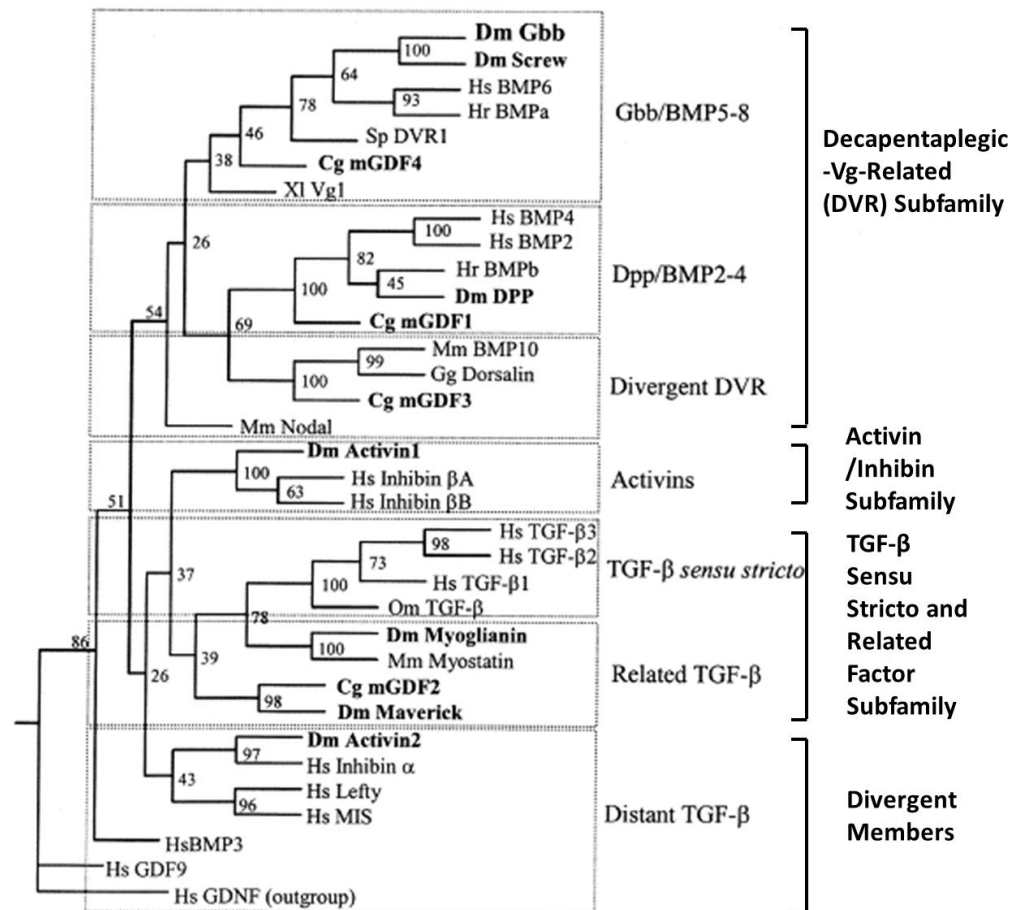 Dm Gbb
100
Dm Screw
64
Hs BMP6
93
Hr BMPa
78
Sp DVR1
46
Cg mGDF4
38
Xl Vg1
Gbb/BMP5-8
26
Hs BMP4
100
Hs BMP2
82
Hr BMPb
45
Dm DPP
100
Cg mGDF1
Dpp/BMP2-4
69
54
Mm BMP10
99
Gg Dorsalin
100
Cg mGDF3
Divergent DVR
Mm Nodal
Decapentaplegic
-Vg-Related
(DVR) Subfamily
Dm Activin1
100
Hs Inhibin βA
63
Hs Inhibin βB
Activins
Activin
/Inhibin
Subfamily
51
37
Hs TGF-β3
98
Hs TGF-β2
73
Hs TGF-β1
100
Om TGF-β
TGF-β sensu stricto
78
Dm Myoglianin
100
Mm Myostatin
39
Cg mGDF2
98
Dm Maverick
Related TGF-β
TGF-β
Sensu
Stricto and
Related
Factor
Subfamily
86
26
Dm Activin2
97
Hs Inhibin α
43
Hs Lefty
96
Hs MIS
Distant TGF-β
HsBMP3
Hs GDF9
Hs GDNF (outgroup)
Divergent
Members